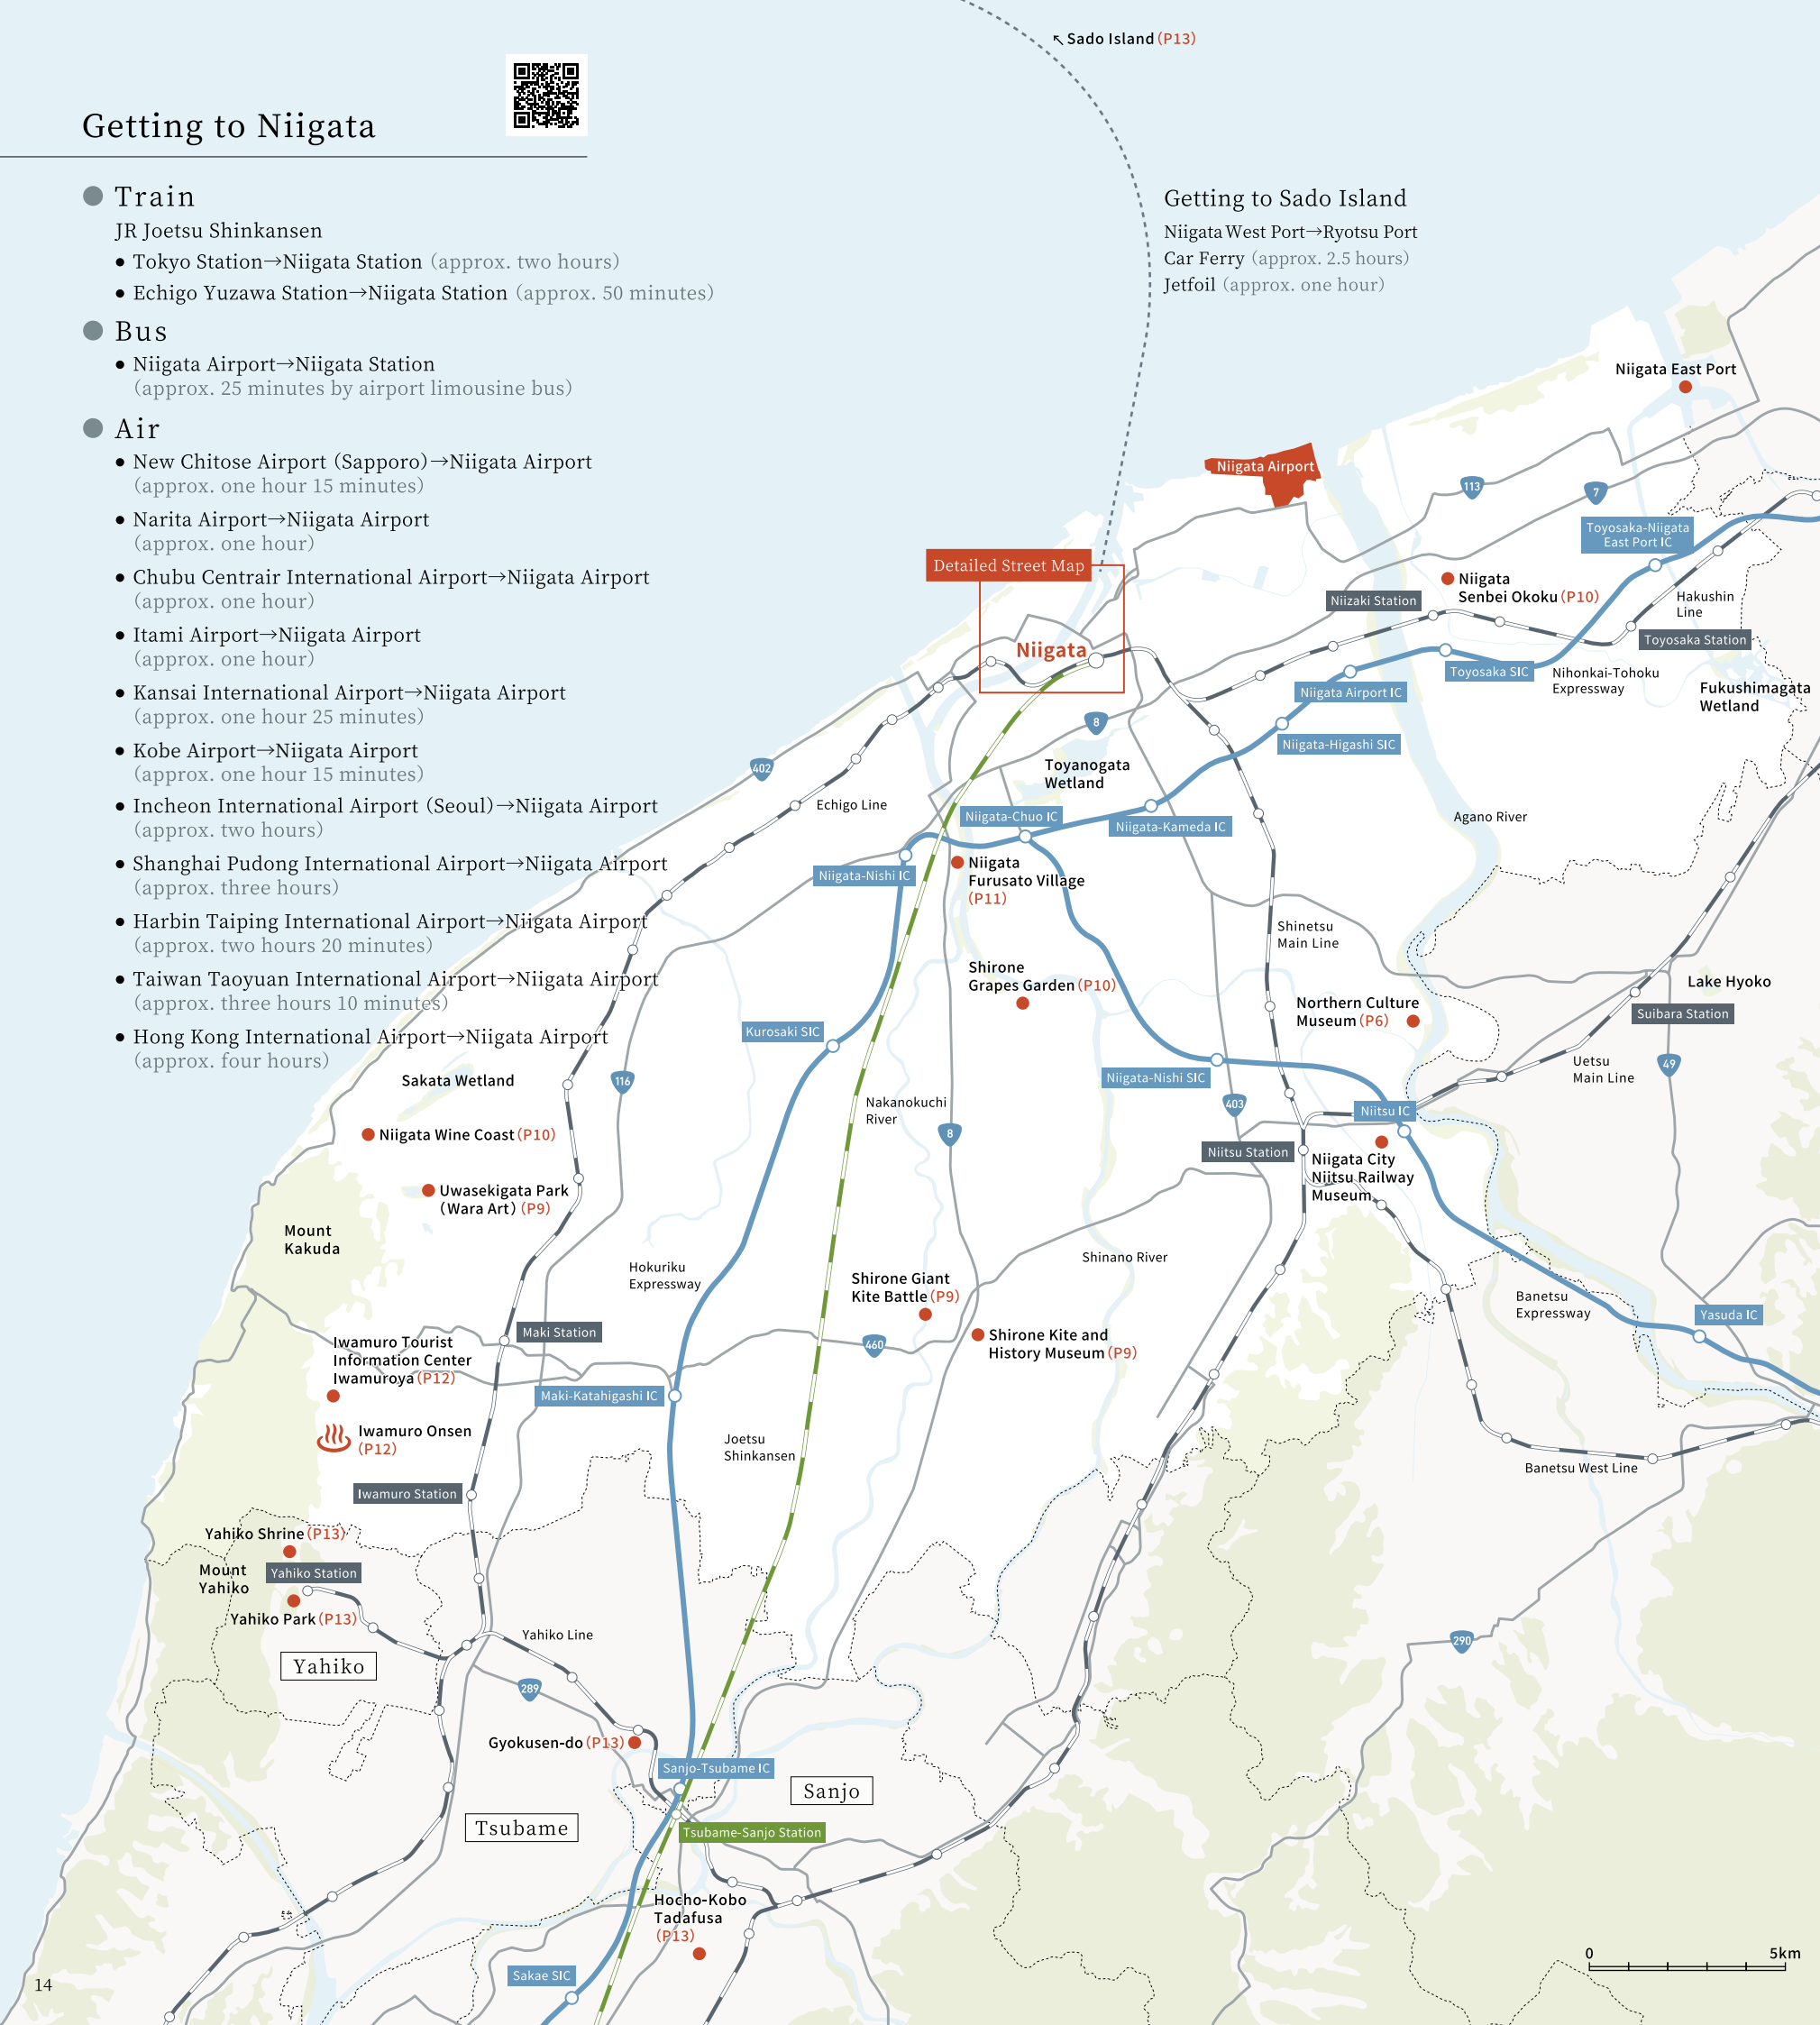 ↖Sado Island (P13)
Getting to Niigata
Train
JR Joetsu Shinkansen
Tokyo Station→Niigata Station (approx. two hours)
Echigo Yuzawa Station→Niigata Station (approx. 50 minutes)
Bus
Niigata Airport→Niigata Station
(approx. 25 minutes by airport limousine bus)
Air
New Chitose Airport (Sapporo)→Niigata Airport
(approx. one hour 15 minutes)
Narita Airport→Niigata Airport
(approx. one hour)
Chubu Centrair International Airport→Niigata Airport
(approx. one hour)
Itami Airport→Niigata Airport
(approx. one hour)
Kansai International Airport→Niigata Airport
(approx. one hour 25 minutes)
Kobe Airport→Niigata Airport
(approx. one hour 15 minutes)
Incheon International Airport (Seoul)→Niigata Airport
(approx. two hours)
Shanghai Pudong International Airport→Niigata Airport
(approx. three hours)
Harbin Taiping International Airport→Niigata Airport
(approx. two hours 20 minutes)
Taiwan Taoyuan International Airport→Niigata Airport
(approx. three hours 10 minutes)
Hong Kong International Airport→Niigata Airport
(approx. four hours)
Getting to Sado Island
Niigata West Port→Ryotsu Port
Car Ferry (approx. 2.5 hours)
Jetfoil (approx. one hour)
Niigata East Port
Niigata Airport
113
7
Toyosaka-Niigata
East Port IC
Detailed Street Map
Niigata
Senbei Okoku (P10)
Niizaki Station
Hakushin
Line
Toyosaka Station
Niigata
Toyosaka SIC
Nihonkai-Tohoku
Expressway
Niigata Airport IC
Fukushimagata
Wetland
8
Niigata-Higashi SIC
402
Toyanogata
Wetland
Echigo Line
Niigata-Chuo IC
Niigata-Kameda IC
Agano River
Niigata-Nishi IC
Niigata
Furusato Village
(P11)
Shinetsu
Main Line
Shirone
Grapes Garden (P10)
Lake Hyoko
Northern Culture
Museum (P6)
Suibara Station
Kurosaki SIC
Uetsu
Main Line
49
Sakata Wetland
116
Niigata-Nishi SIC
Nakanokuchi
River
403
Niitsu IC
Niigata Wine Coast (P10)
8
Niitsu Station
Niigata City
Niitsu Railway
Museum
Uwasekigata Park
(Wara Art) (P9)
Mount
Kakuda
Shinano River
Hokuriku
Expressway
Shirone Giant
Kite Battle (P9)
Banetsu
Expressway
Yasuda IC
Maki Station
Iwamuro Tourist
Information Center
Iwamuroya (P12)
460
Shirone Kite and
History Museum (P9)
Maki-Katahigashi IC
Iwamuro Onsen
(P12)
Joetsu
Shinkansen
Banetsu West Line
Iwamuro Station
Yahiko Shrine (P13)
Mount
Yahiko
Yahiko Station
Yahiko Park (P13)
Yahiko Line
290
Yahiko
289
Gyokusen-do (P13)
Sanjo-Tsubame IC
Sanjo
Tsubame
Tsubame-Sanjo Station
Hocho-Kobo
Tadafusa
(P13)
Sakae SIC
0 5km
14